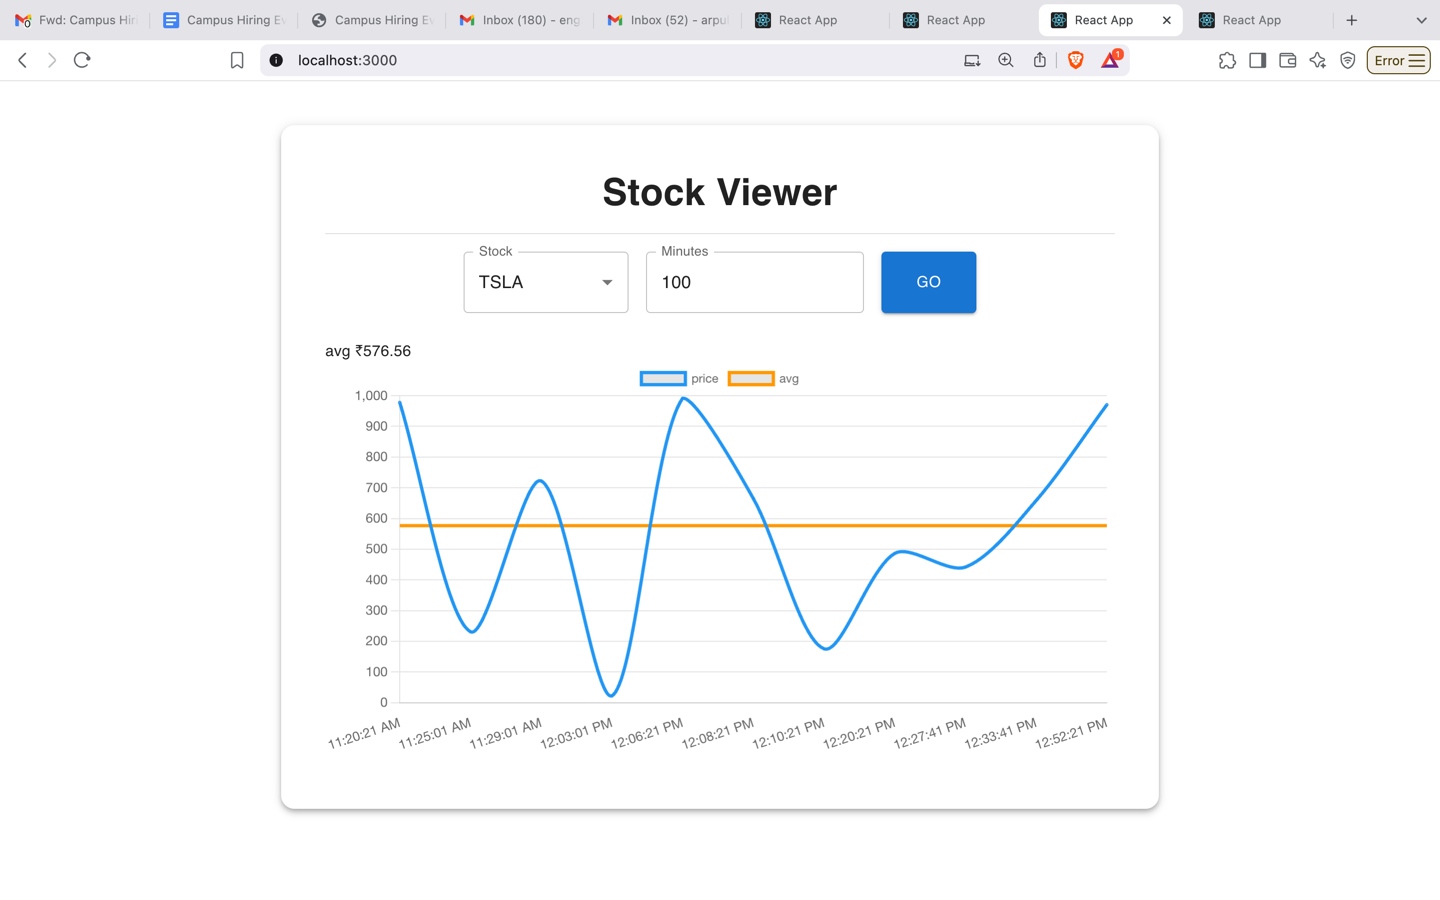 Fwd: Campus Hiri
Campus Hiring Ev
Campus Hiring Ev
Inbox (180) - eng
Inbox (52) - arpu
React App
React App
React App
React App
localhost:3000
1
Error
Stock Viewer
Stock
TSLA
Minutes
100
GO
avg ₹576.56
price
avg
1,000
900
800
700
600
500
400
300
200
100
0
11:20:21 AM
11:25:01 AM
11:29:01 AM
12:03:01 PM
12:06:21 PM
12:08:21 PM
12:10:21 PM
12:20:21 PM
12:27:41 PM
12:33:41 PM
12:52:21 PM